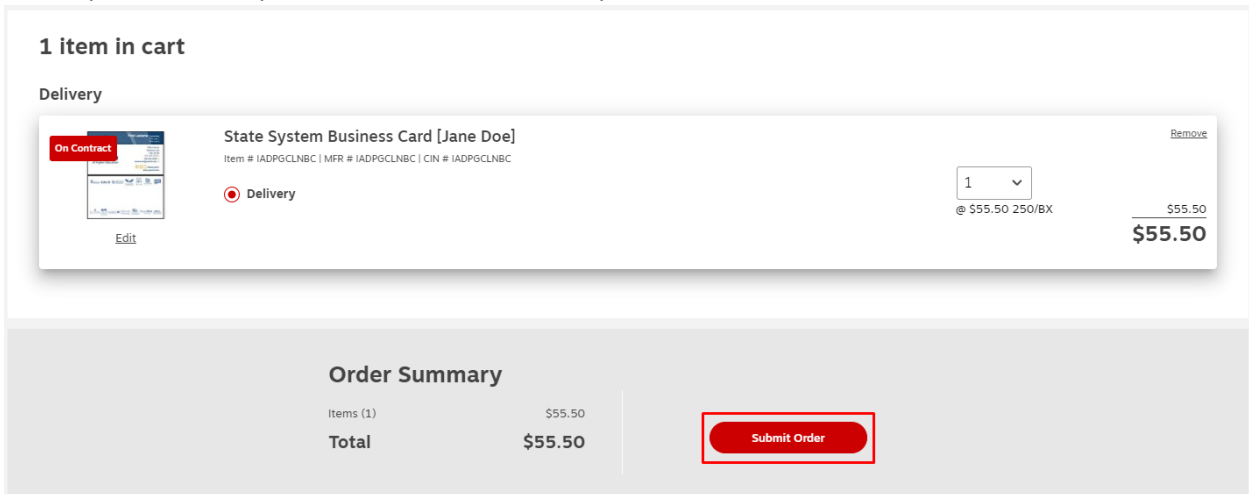 1 item in cart
Delivery
On Contract
State System Business Card [Jane Doe]
Remove
Item # IADPGCLNBC | MFR # IADPGCLNBC | CIN # IADPGCLNBC
Delivery
1
@ $55.50 250/BX
$55.50
$55.50
Edit
Order Summary
Items (1) $55.50
Total $55.50
Submit Order